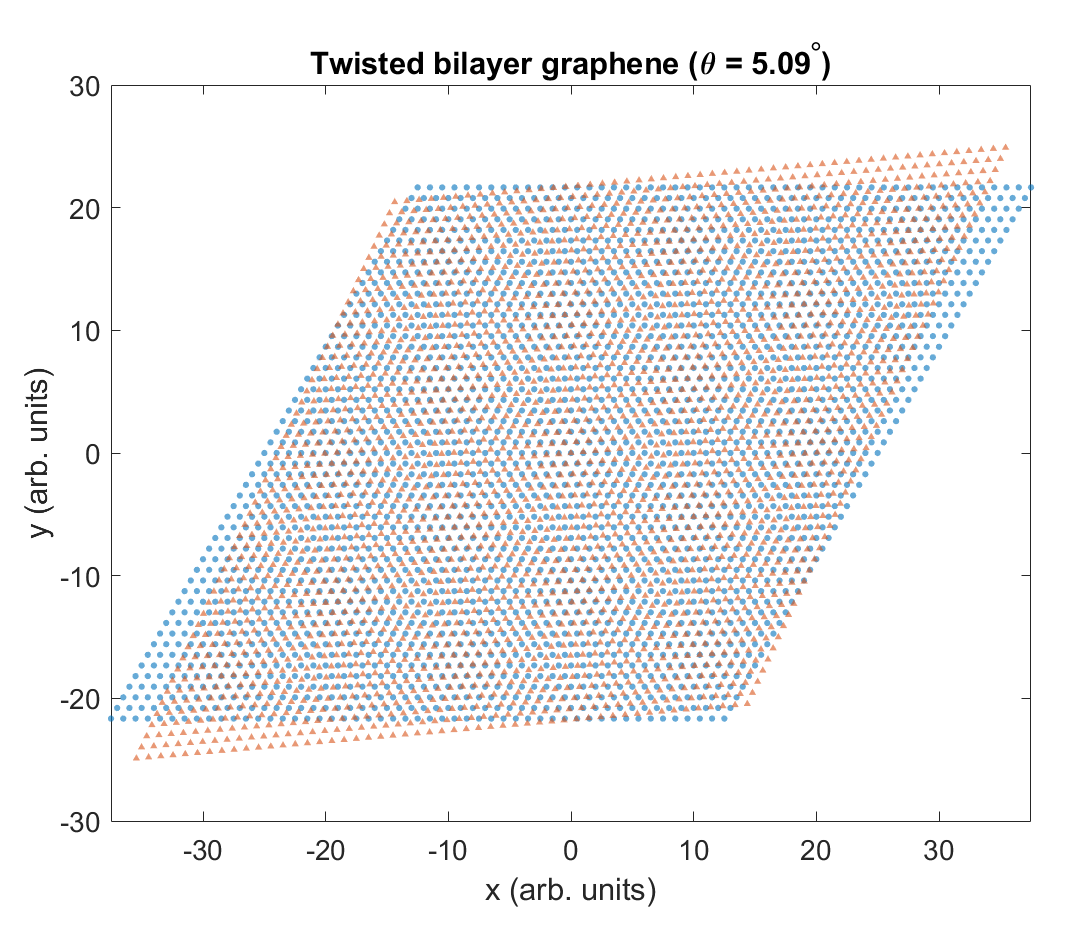 Twisted bilayer graphene (θ = 5.09°)
30
20
10
0
-10
-20
-30
y (arb. units)
-30 -20 -10 0 10 20 30
x (arb. units)